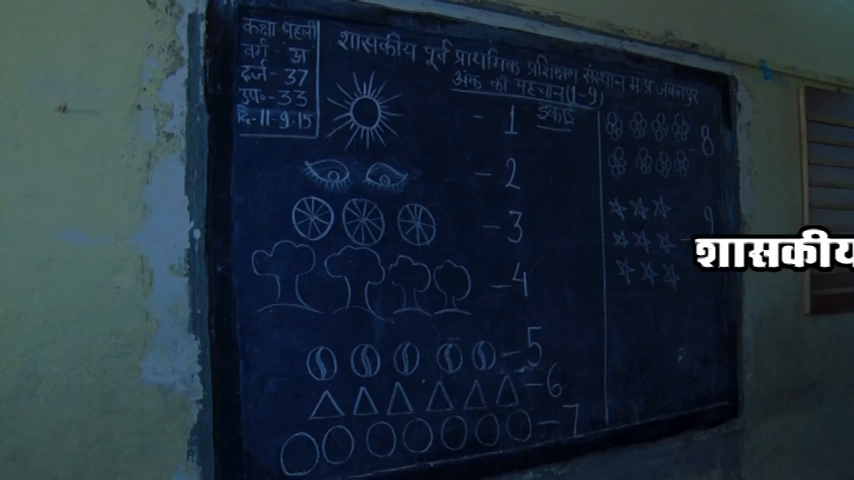 कक्षा पहली
वर्ग - अ
दर्ज - 37
उप॰ - 33
दि. - 11-9-15
शासकीय पूर्व प्राथमिक प्रशिक्षण संस्थान म.प्र जबलपुर
अंक की पहचान (1-9)
इकाई
- 1
- 2
- 3
- 4
- 5
- 6
- 7
8
- 9
शासकीय